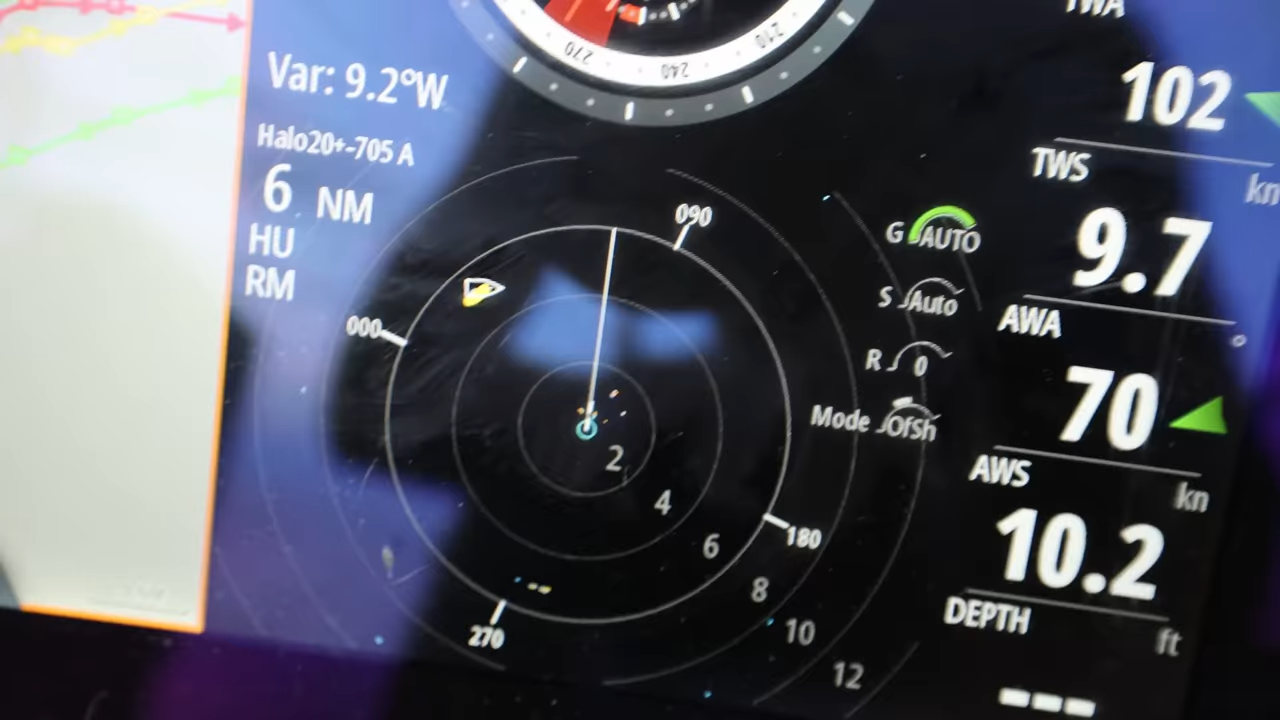 270
240
210
TWA
102
Var: 9.2°W
Halo20+-705 A
6 NM
HU
RM
090
000
180
270
2
4
6
8
10
12
G AUTO
S Auto
R 0
Mode OfSh
TWS
kn
9.7
AWA
°
70
AWS
kn
10.2
DEPTH
ft
---